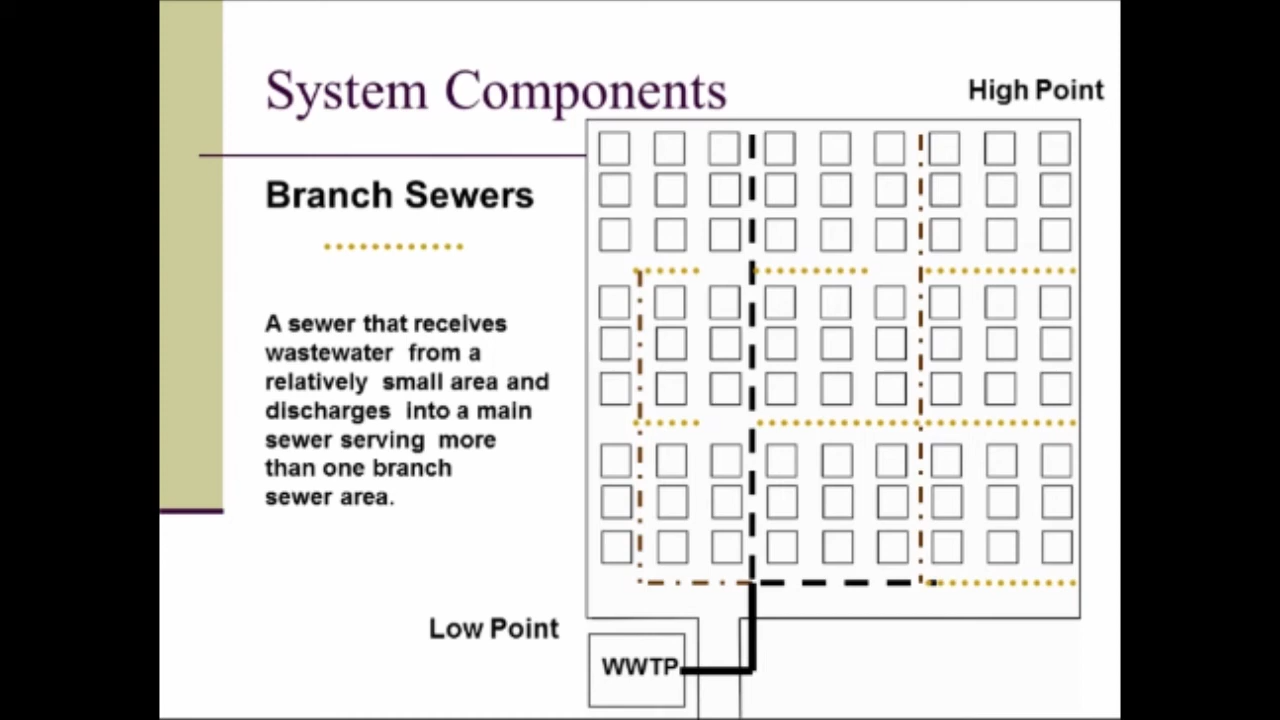 System Components
High Point
Branch Sewers
A sewer that receives
wastewater from a
relatively small area and
discharges into a main
sewer serving more
than one branch
sewer area.
Low Point
WWTP